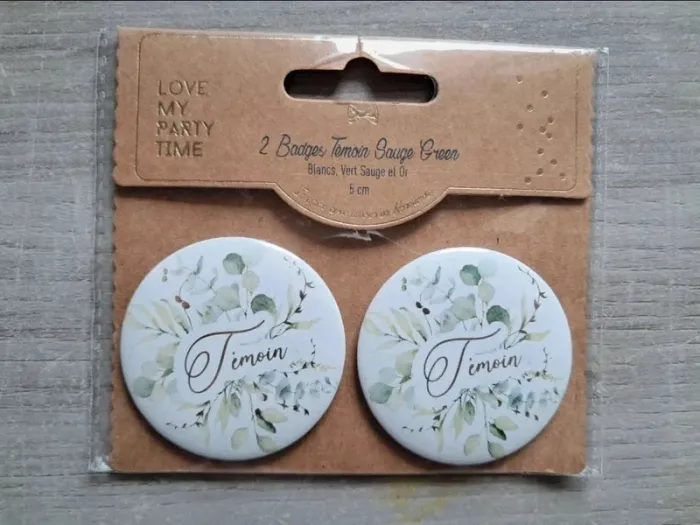 LOVE
MY
PARTY
TIME
2 Badges Témoin Sauge Green
Blancs, Vert Sauge et Or
5 cm
Témoin
Témoin